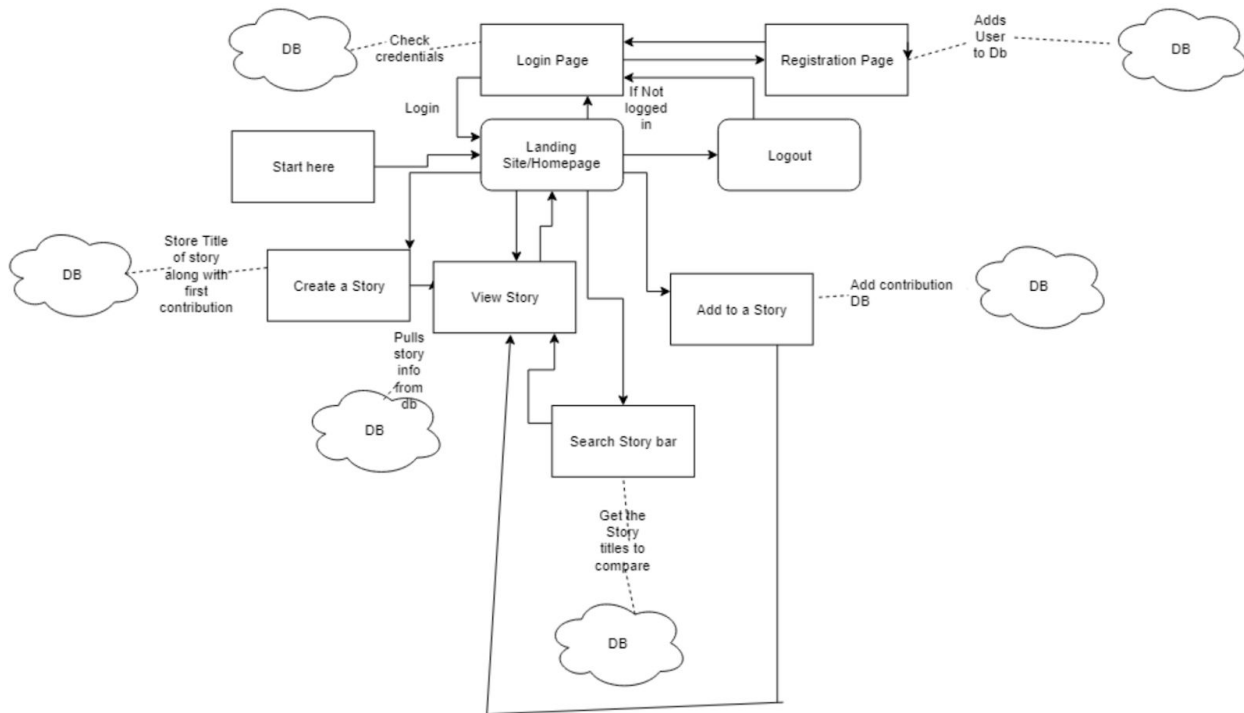 DB
Check
credentials
Login Page
Registration Page
Adds
User
to Db
DB
Login
If Not
logged
in
Start here
Landing
Site/Homepage
Logout
DB
Store Title
of story
along with
first
contribution
Create a Story
View Story
Add to a Story
Add contribution
DB
DB
Pulls
story
info
from
db
DB
Search Story bar
Get the
Story
titles to
compare
DB